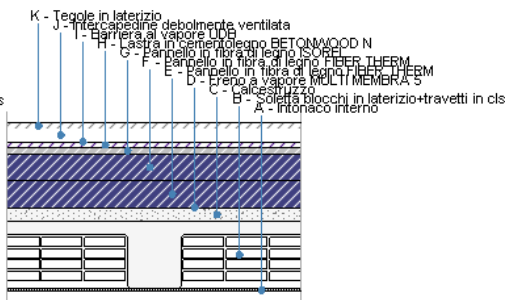 K - Tegole in laterizio
J - Intercapedine debolmente ventilata
I - Barriera al vapore UDB
H - Lastra in cementolegno BETONWOOD N
G - Pannello in fibra di legno ISOREL
F - Pannello in fibra di legno FIBER THERM
E - Pannello in fibra di legno FIBER THERM
D - Freno a vapore MULTI MEMBRA 5
C - Calcestruzzo
B - Soletta blocchi in laterizio+travetti in cls
A - Intonaco interno
s